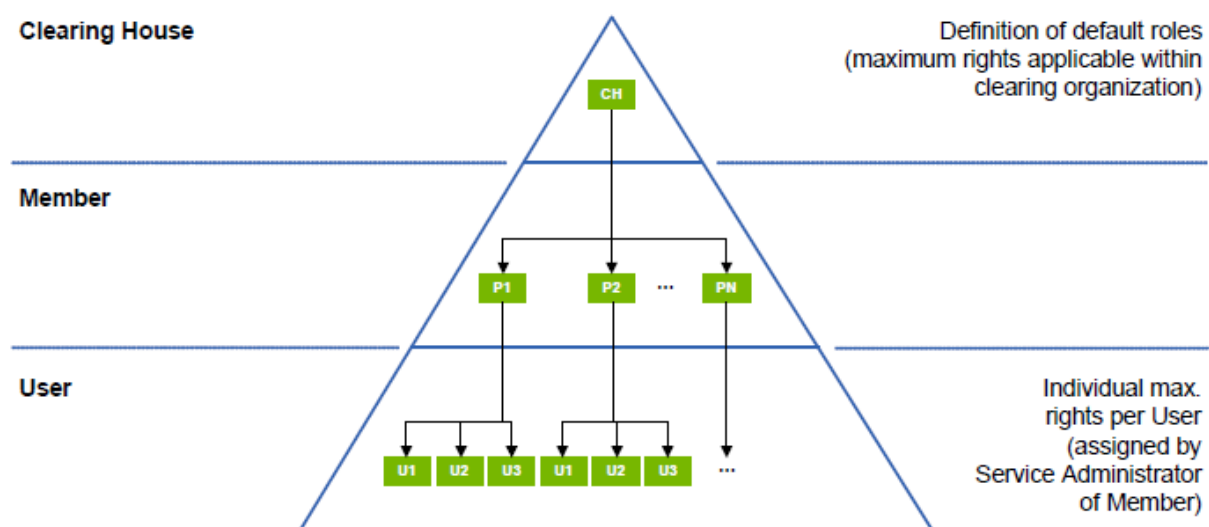 Clearing House
Definition of default roles
(maximum rights applicable within
clearing organization)
CH
Member
P1
P2
...
PN
User
Individual max.
rights per User
(assigned by
Service Administrator
of Member)
U1
U2
U3
U1
U2
U3
...